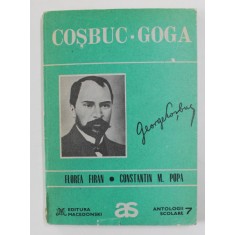 COŞBUC • GOGA
George Coşbuc
FLOREA FIRAN • CONSTANTIN M. POPA
EDITURA
MACEDONSKI
as
ANTOLOGII
ŞCOLARE 7